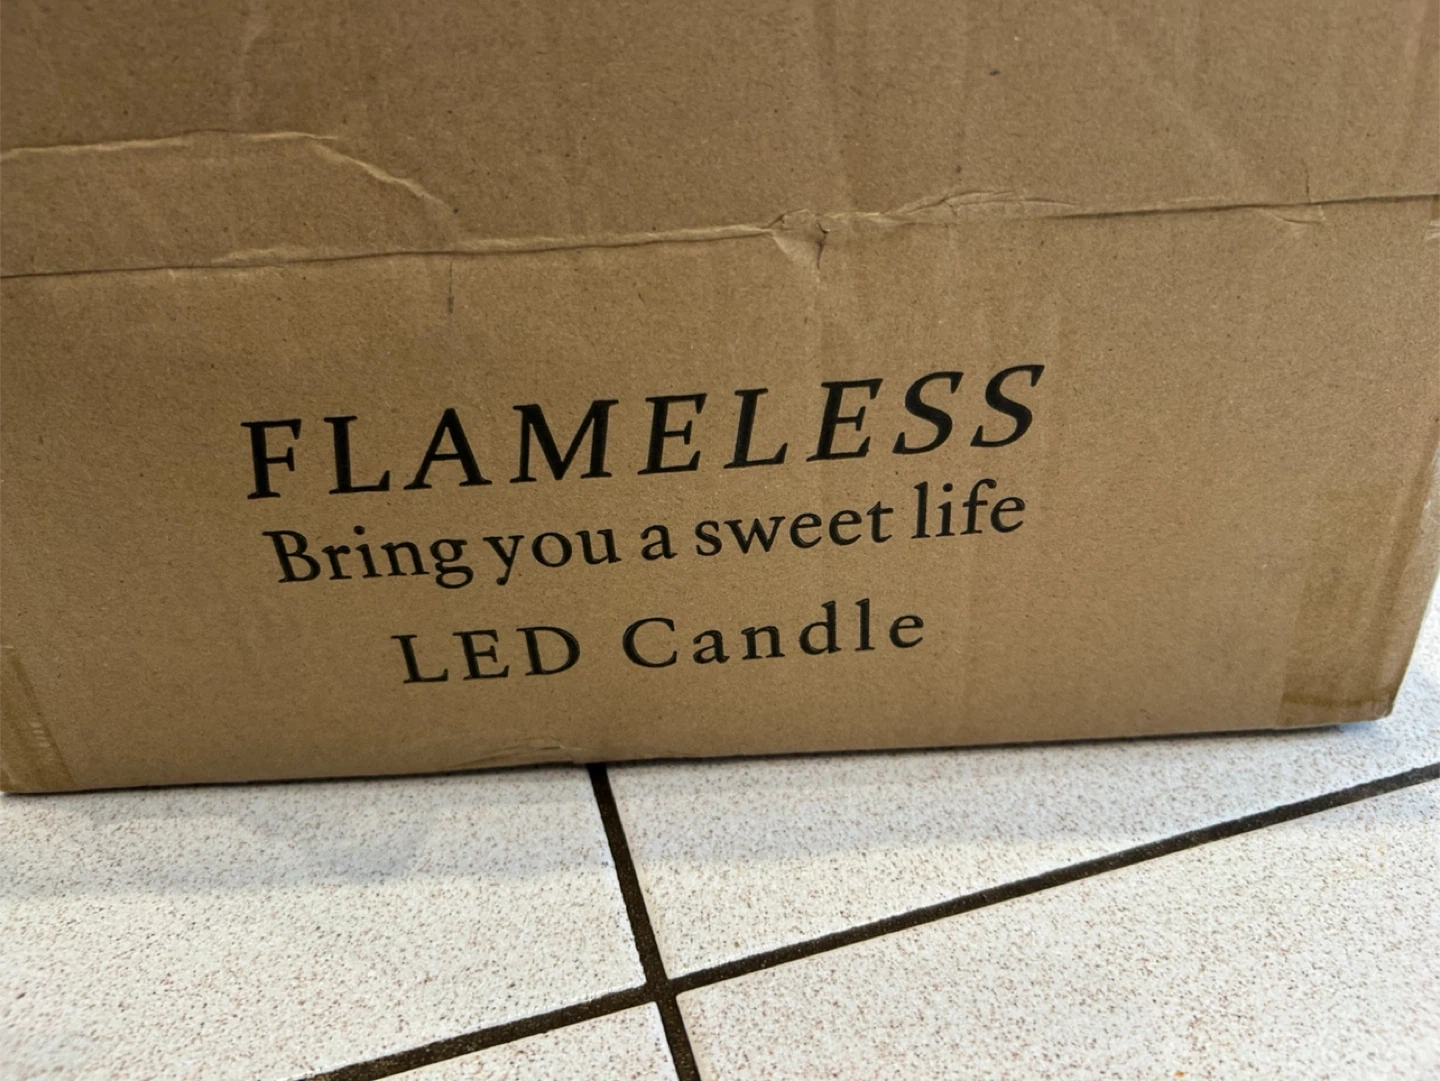 FLAMELESS
Bring you a sweet life
LED Candle